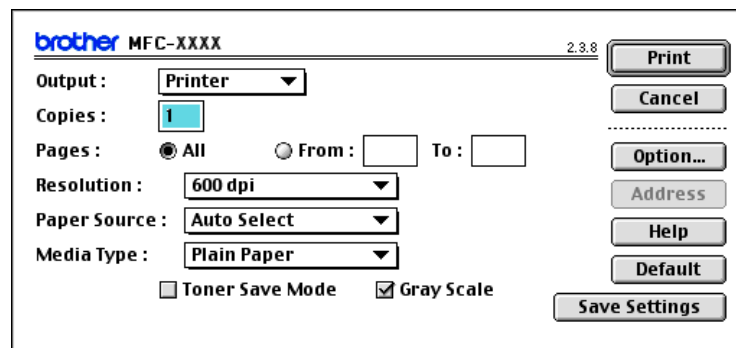 brother MFC-XXXX
2.3.8
Print
Output : Printer
Cancel
Copies : 1
Pages : All From : To :
Option...
Resolution : 600 dpi
Address
Paper Source : Auto Select
Help
Media Type : Plain Paper
Default
Toner Save Mode Gray Scale
Save Settings